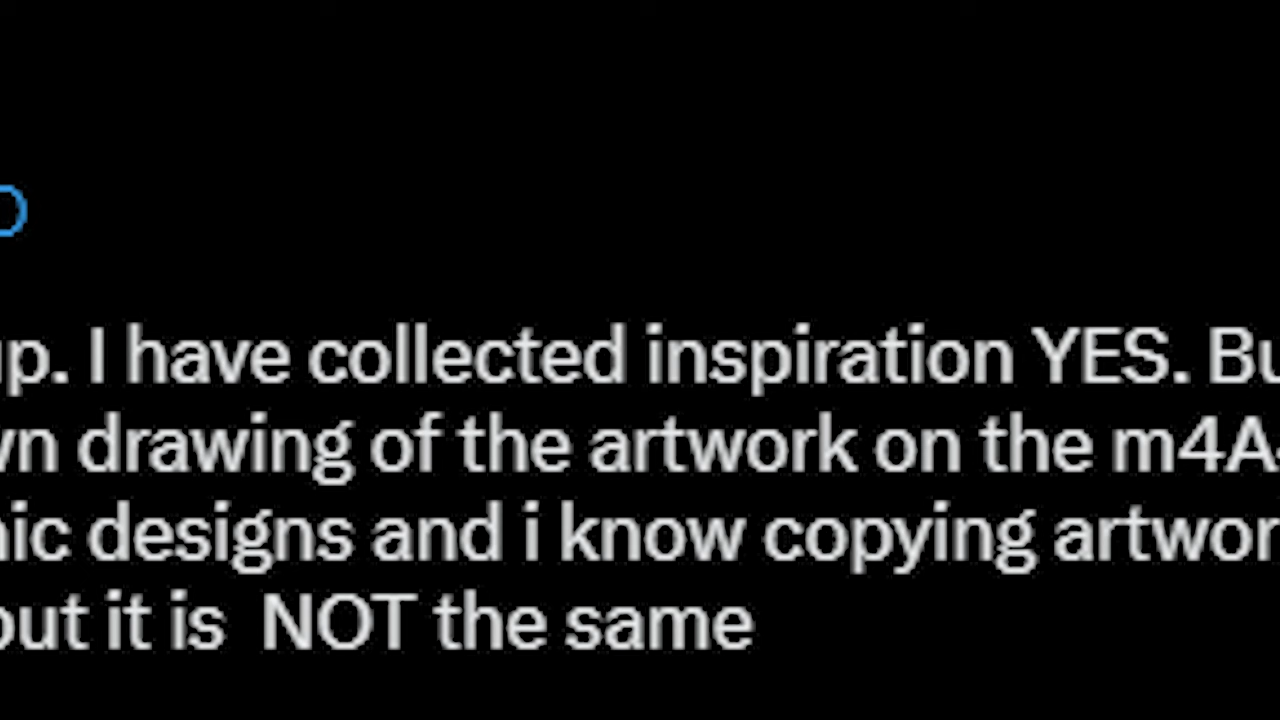 up. I have collected inspiration YES. Bu
wn drawing of the artwork on the m4A
nic designs and i know copying artwor
out it is  NOT the same